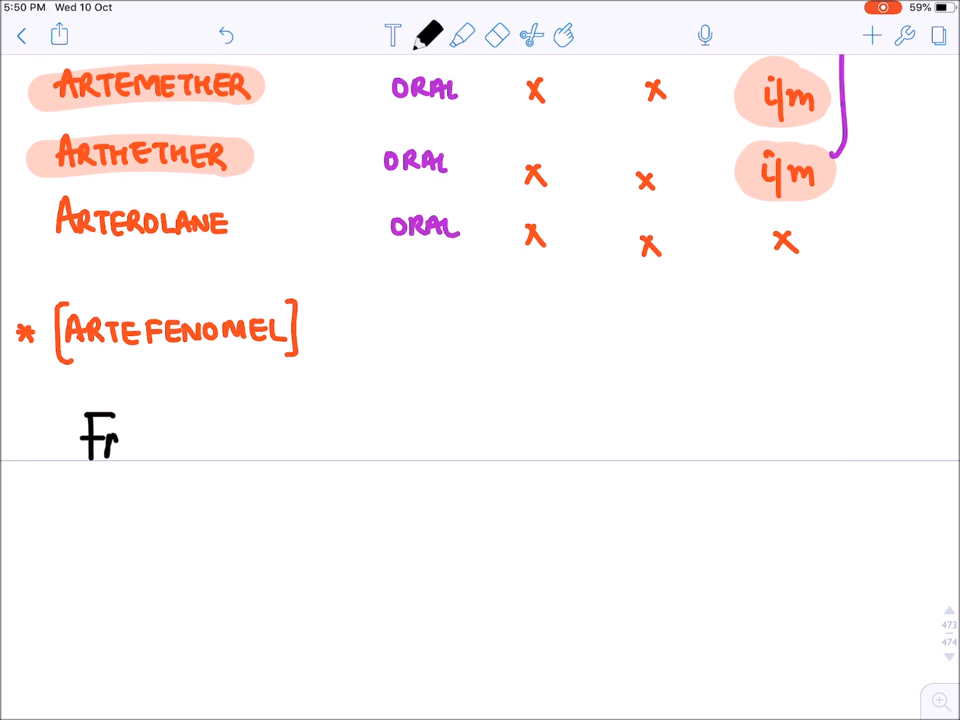 5:50 PM Wed 10 Oct 59%
T
ARTEMETHER ORAL x x i/m
ARTHETHER ORAL x x i/m
ARTEROLANE ORAL x x x
* [ARTEFENOMEL]
Fr
473
474